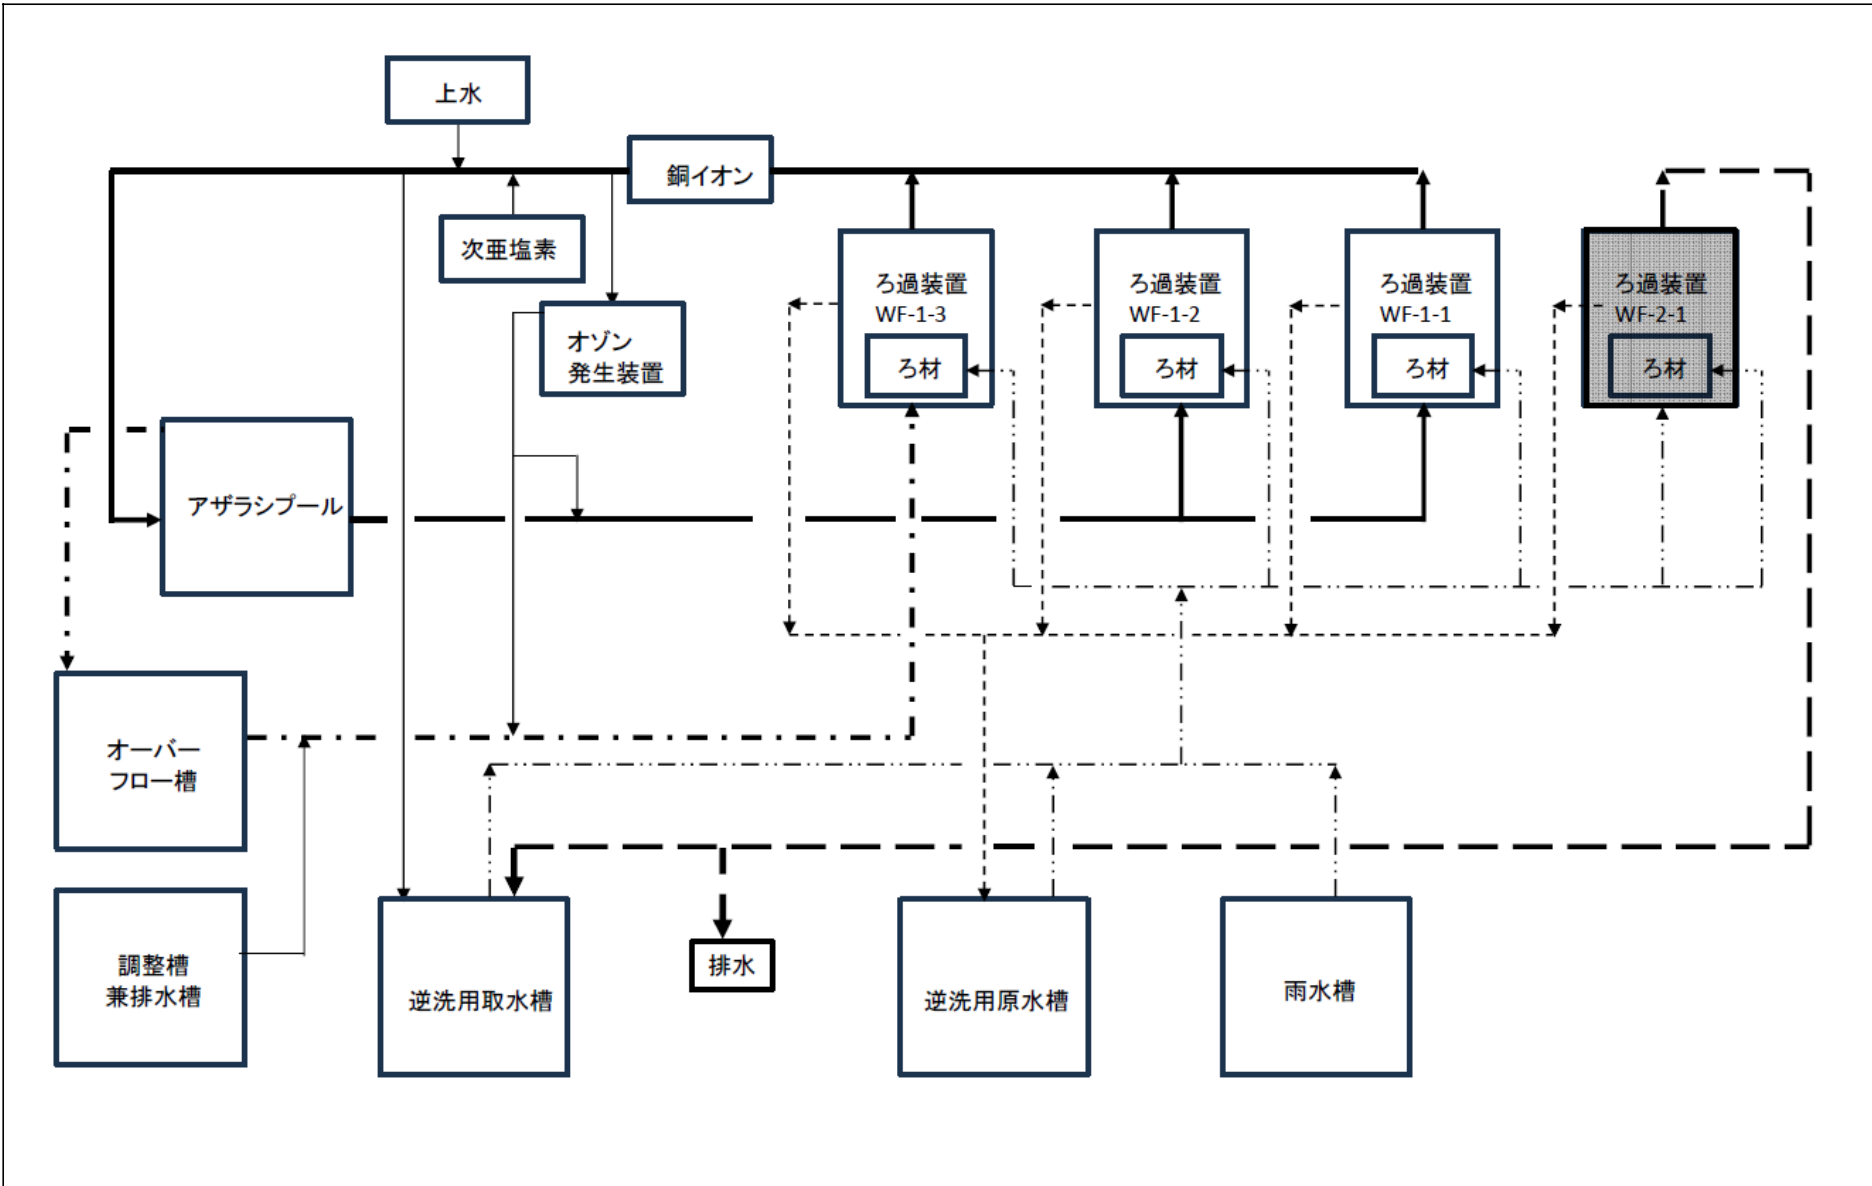 上水
銅イオン
次亜塩素
オゾン
発生装置
ろ過装置
WF-1-3
ろ材
ろ過装置
WF-1-2
ろ材
ろ過装置
WF-1-1
ろ材
ろ過装置
WF-2-1
ろ材
アザラシプール
オーバー
フロー槽
調整槽
兼排水槽
逆洗用取水槽
排水
逆洗用原水槽
雨水槽